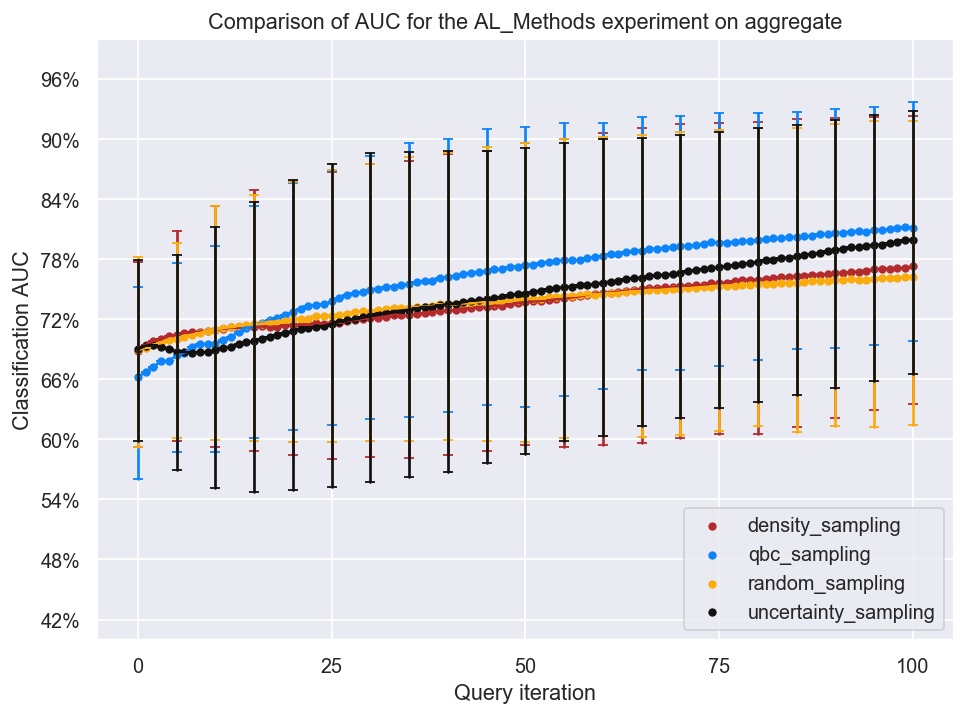 Comparison of AUC for the AL_Methods experiment on aggregate
Classification AUC
96%
90%
84%
78%
72%
66%
60%
54%
48%
42%
density_sampling
qbc_sampling
random_sampling
uncertainty_sampling
0 25 50 75 100
Query iteration